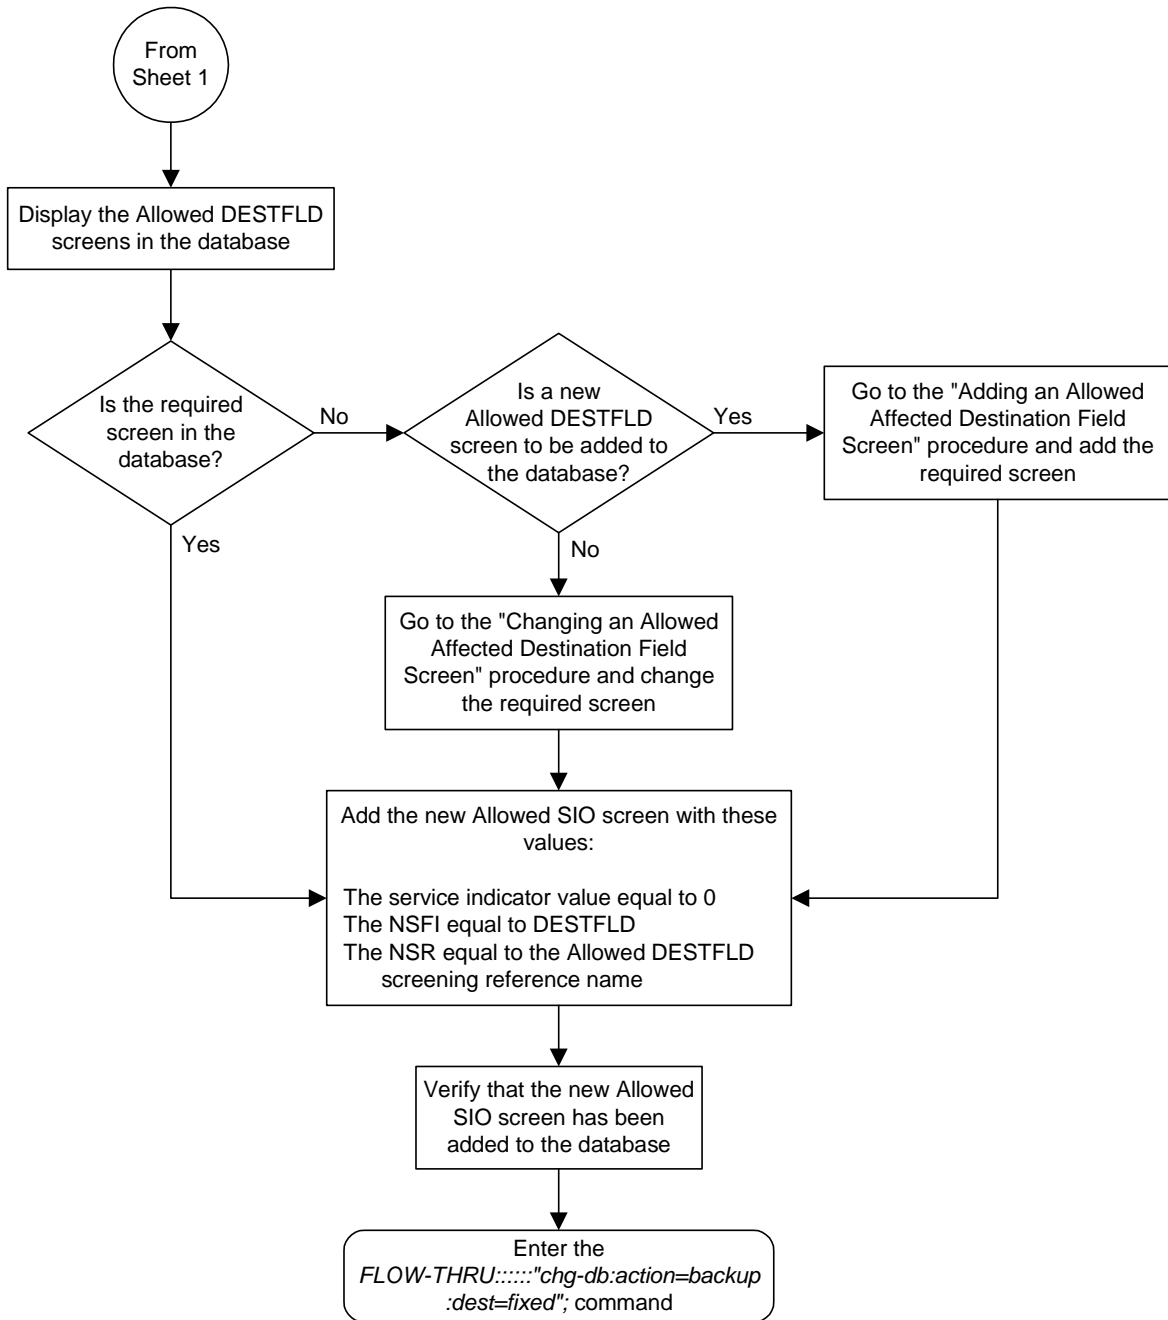 From
Sheet 1
Display the Allowed DESTFLD
screens in the database
Is the required
screen in the
database?
No
Yes
Is a new
Allowed DESTFLD
screen to be added to
the database?
Yes
No
Go to the "Adding an Allowed
Affected Destination Field
Screen" procedure and add the
required screen
Go to the "Changing an Allowed
Affected Destination Field
Screen" procedure and change
the required screen
Add the new Allowed SIO screen with these
values:
The service indicator value equal to 0
The NSFI equal to DESTFLD
The NSR equal to the Allowed DESTFLD
screening reference name
Verify that the new Allowed
SIO screen has been
added to the database
Enter the
FLOW-THRU::::::"chg-db:action=backup
:dest=fixed"; command